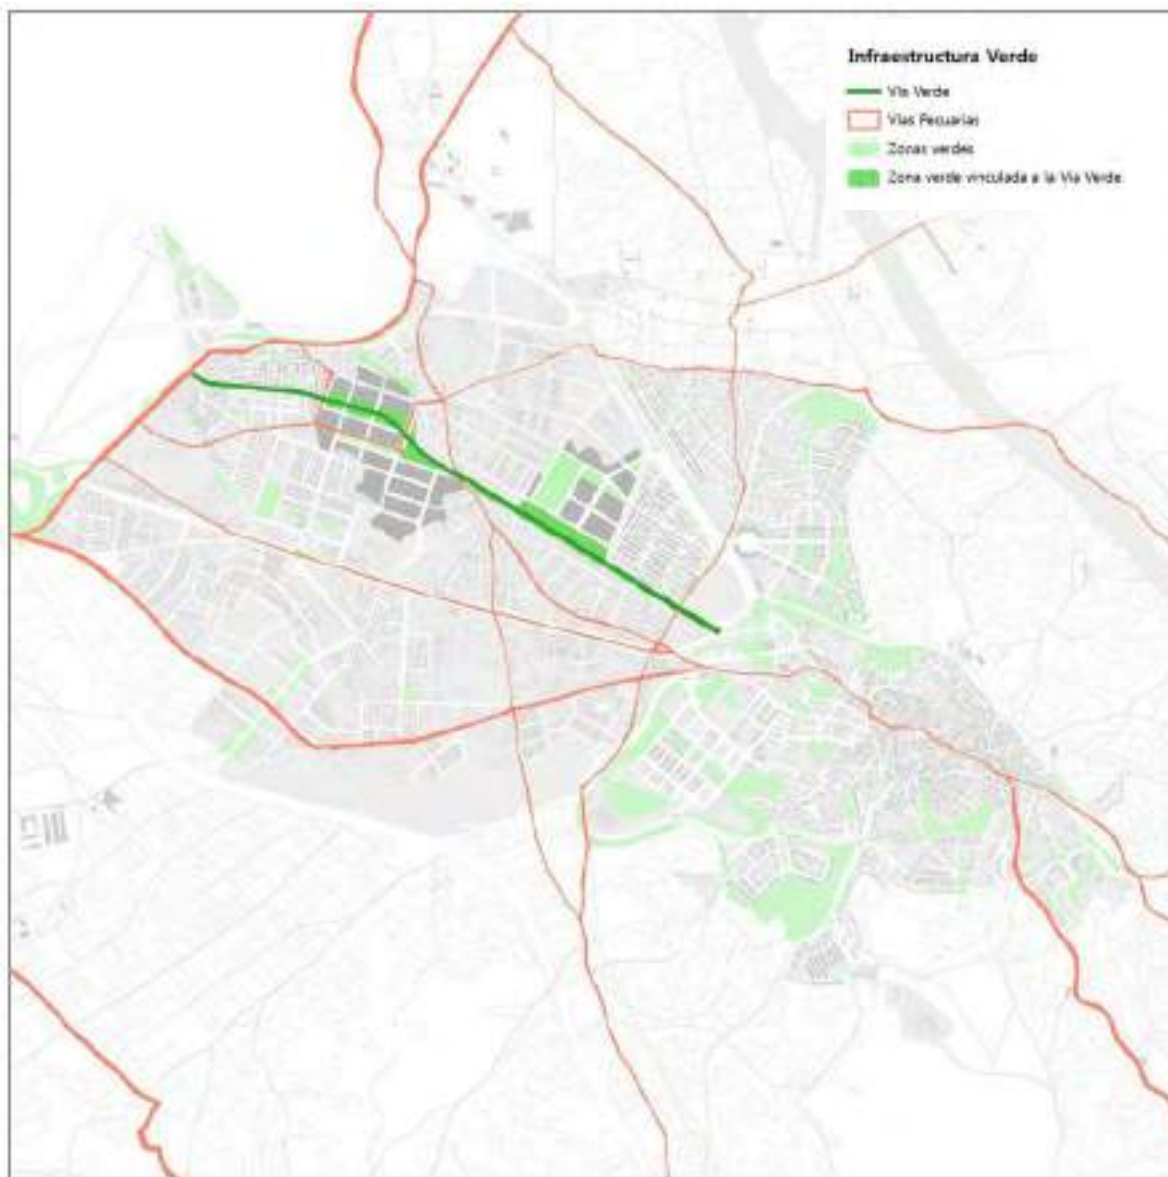 Infraestructura Verde
Vía Verde
Vías Pecuarias
Zonas verdes
Zona verde vinculada a la Vía Verde